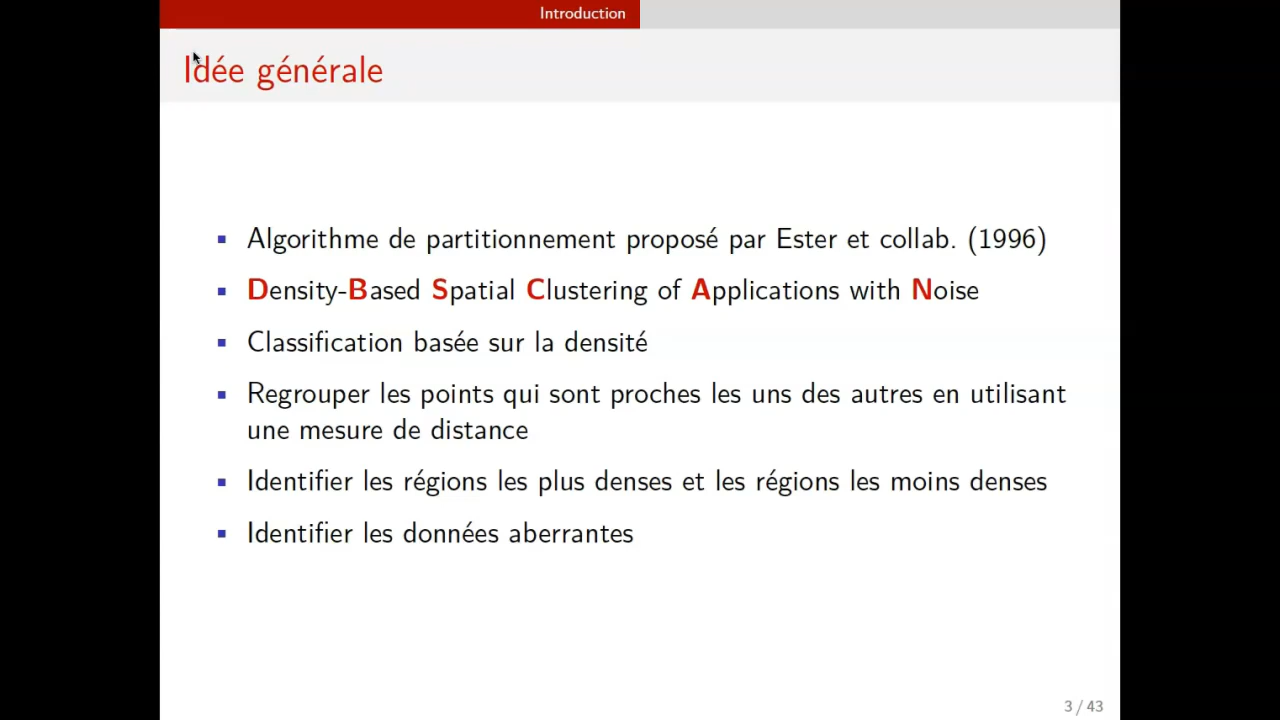 Introduction
Idée générale
Algorithme de partitionnement proposé par Ester et collab. (1996)
Density-Based Spatial Clustering of Applications with Noise
Classification basée sur la densité
Regrouper les points qui sont proches les uns des autres en utilisant
une mesure de distance
Identifier les régions les plus denses et les régions les moins denses
Identifier les données aberrantes
3 / 43